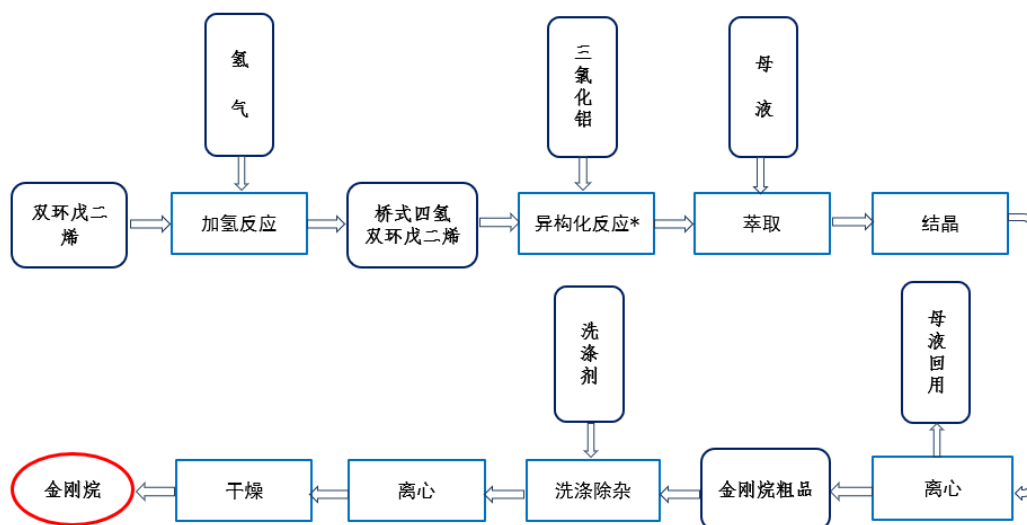 氢
气
三
氯
化
铝
母
液
双环戊二
烯
加氢反应
桥式四氢
双环戊二烯
异构化反应*
萃取
结晶
洗
涤
剂
母
液
回
用
金刚烷
干燥
离心
洗涤除杂
金刚烷粗品
离心